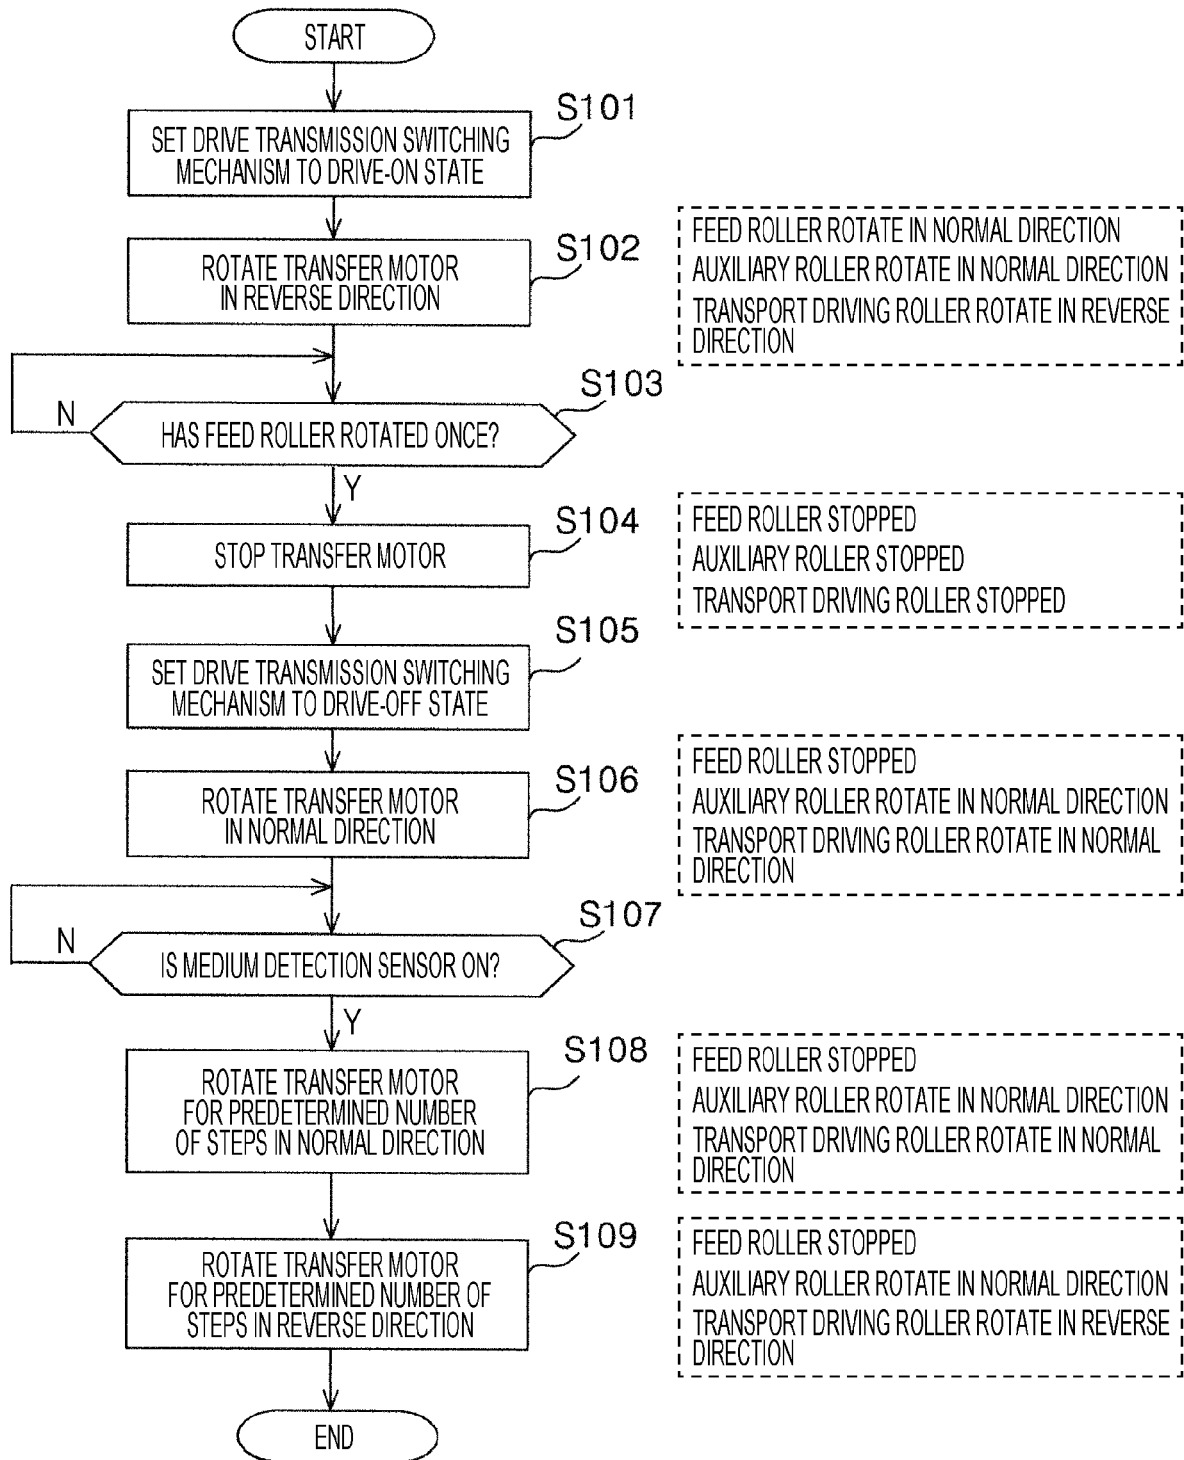 START
S101
SET DRIVE TRANSMISSION SWITCHING
MECHANISM TO DRIVE-ON STATE
S102
ROTATE TRANSFER MOTOR
IN REVERSE DIRECTION
FEED ROLLER ROTATE IN NORMAL DIRECTION
AUXILIARY ROLLER ROTATE IN NORMAL DIRECTION
TRANSPORT DRIVING ROLLER ROTATE IN REVERSE
DIRECTION
S103
N
HAS FEED ROLLER ROTATED ONCE?
Y
S104
STOP TRANSFER MOTOR
FEED ROLLER STOPPED
AUXILIARY ROLLER STOPPED
TRANSPORT DRIVING ROLLER STOPPED
S105
SET DRIVE TRANSMISSION SWITCHING
MECHANISM TO DRIVE-OFF STATE
S106
ROTATE TRANSFER MOTOR
IN NORMAL DIRECTION
FEED ROLLER STOPPED
AUXILIARY ROLLER ROTATE IN NORMAL DIRECTION
TRANSPORT DRIVING ROLLER ROTATE IN NORMAL
DIRECTION
S107
N
IS MEDIUM DETECTION SENSOR ON?
Y
S108
ROTATE TRANSFER MOTOR
FOR PREDETERMINED NUMBER
OF STEPS IN NORMAL DIRECTION
FEED ROLLER STOPPED
AUXILIARY ROLLER ROTATE IN NORMAL DIRECTION
TRANSPORT DRIVING ROLLER ROTATE IN NORMAL
DIRECTION
S109
ROTATE TRANSFER MOTOR
FOR PREDETERMINED NUMBER OF
STEPS IN REVERSE DIRECTION
FEED ROLLER STOPPED
AUXILIARY ROLLER ROTATE IN NORMAL DIRECTION
TRANSPORT DRIVING ROLLER ROTATE IN REVERSE
DIRECTION
END